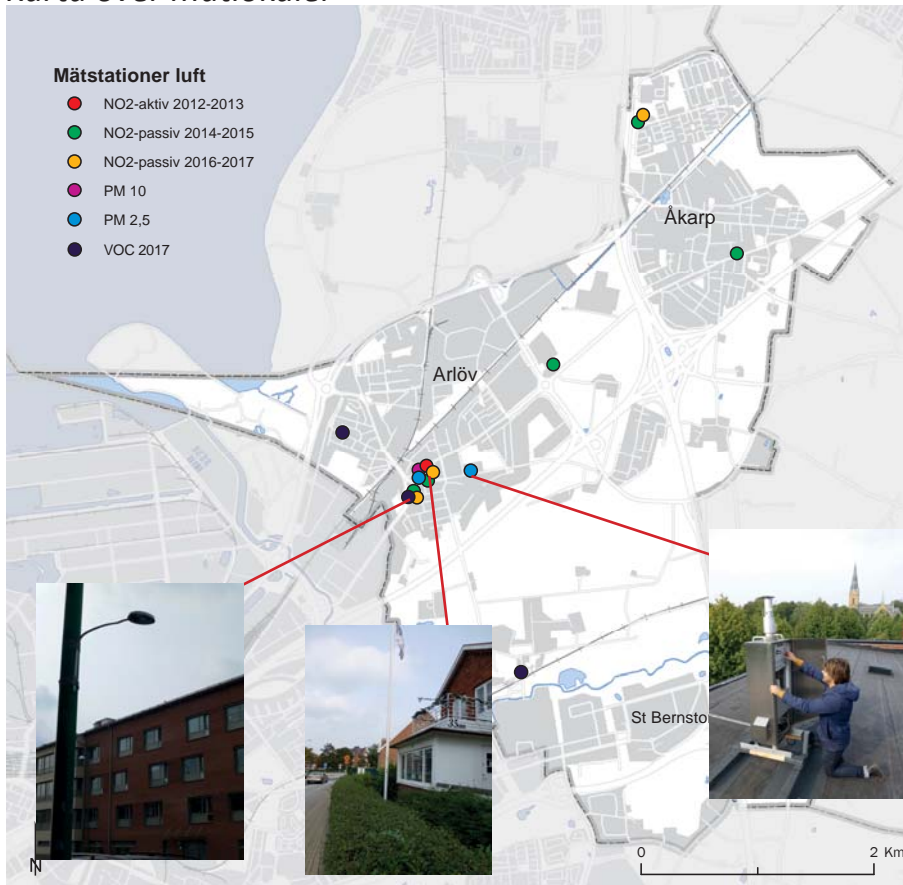 Mätstationer luft
NO2-aktiv 2012-2013
NO2-passiv 2014-2015
NO2-passiv 2016-2017
PM 10
PM 2,5
VOC 2017
Åkarp
Arlöv
St Bernsto
35
N
0
2 Km